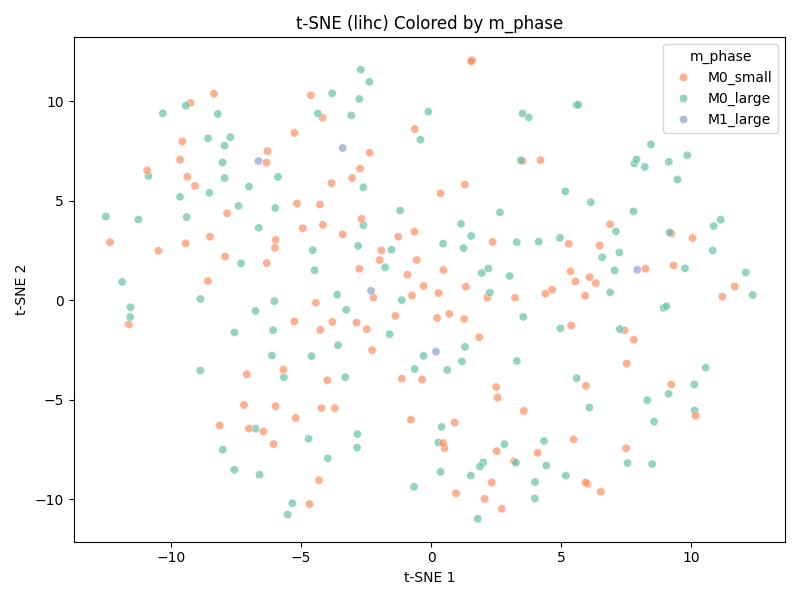 t-SNE (lihc) Colored by m_phase
m_phase
M0_small
M0_large
M1_large
10
5
0
−5
−10
t-SNE 2
−10
−5
0
5
10
t-SNE 1